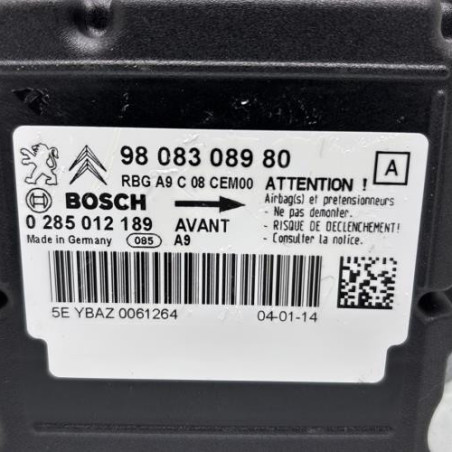 98 083 089 80
A
RBG A9 C 08 CEM00
ATTENTION !
BOSCH
Airbag(s) et pretensionneurs
- Ne pas demonter.
0 285 012 189
AVANT
- RISQUE DE DECLENCHEMENT!
Made in Germany
085
A9
- Consulter la notice.
5E YBAZ 0061264
04-01-14